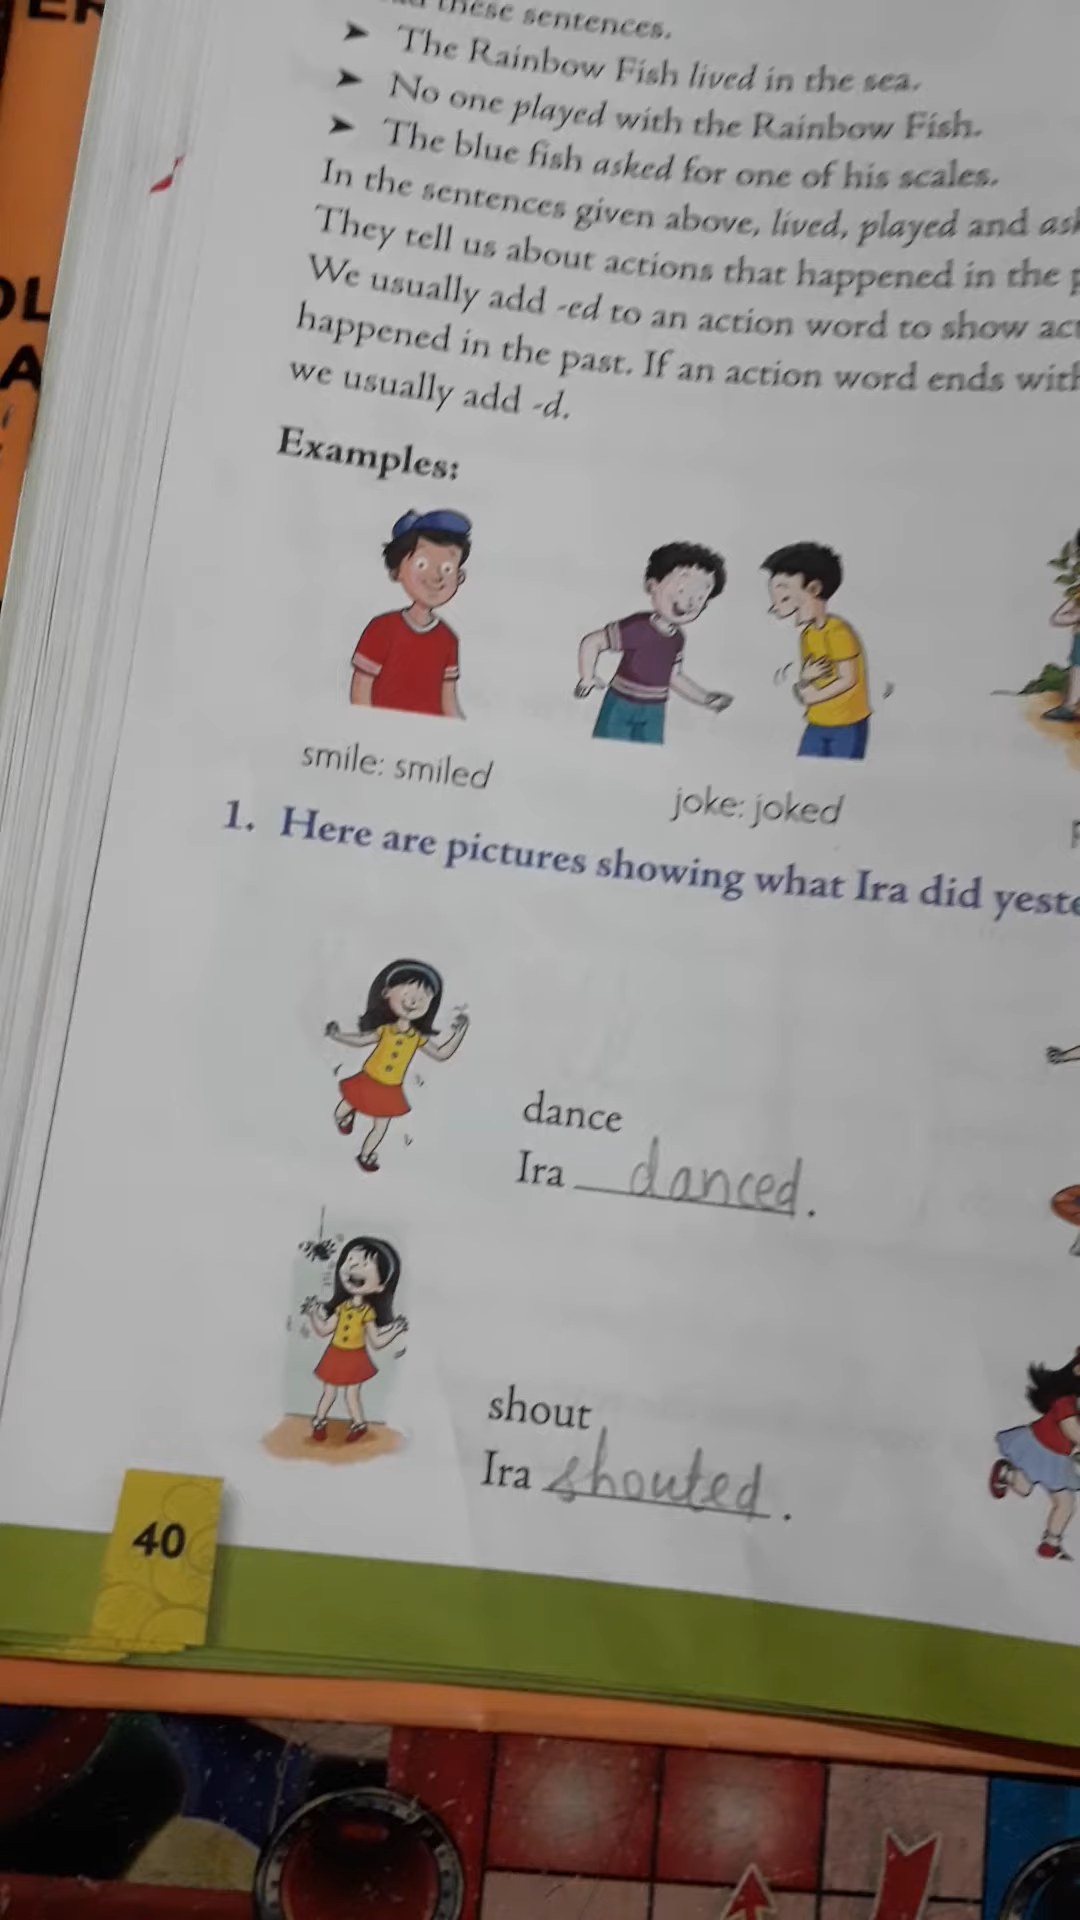 these sentences.
➤ The Rainbow Fish lived in the sea.
➤ No one played with the Rainbow Fish.
➤ The blue fish asked for one of his scales.
In the sentences given above, lived, played and
They tell us about actions that happened in the
We usually add -ed to an action word to show
happened in the past. If an action word ends
we usually add -d.
Examples:
smile: smiled
joke: joked
1. Here are pictures showing what Ira did
dance
Ira danced.
shout
Ira shouted.
40